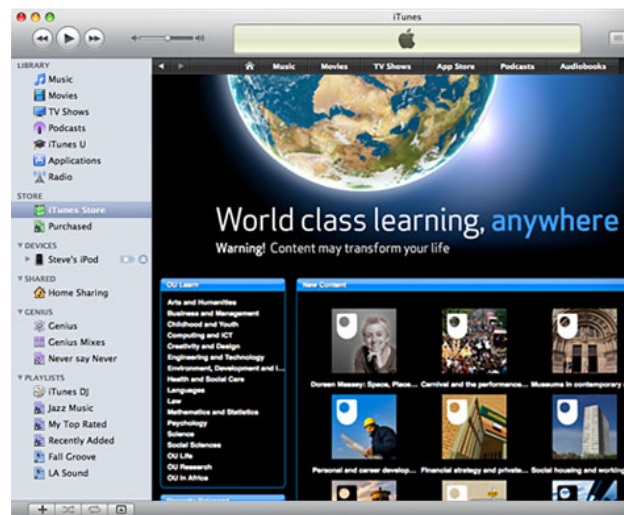 iTunes
LIBRARY
Music
Movies
TV Shows
Podcasts
iTunes U
Applications
Radio
STORE
iTunes Store
Purchased
DEVICES
Steve's iPod
SHARED
Home Sharing
GENIUS
Genius
Genius Mixes
Never say Never
PLAYLISTS
iTunes DJ
Jazz Music
My Top Rated
Recently Added
Fall Groove
LA Sound
Music Movies TV Shows App Store Podcasts Audiobooks
World class learning, anywhere
Warning! Content may transform your life
OU Learn
Arts and Humanities
Business and Management
Childhood and Youth
Computing and ICT
Creativity and Design
Engineering and Technology
Environment, Development and I...
Health and Social Care
Languages
Law
Mathematics and Statistics
Psychology
Science
Social Sciences
OU Life
OU Research
OU in Africa
New Content
Doreen Massey: Space, Place... Carnival and the performance... Museums in contemporary
Personal and career develop... Financial strategy and private... Social housing and working